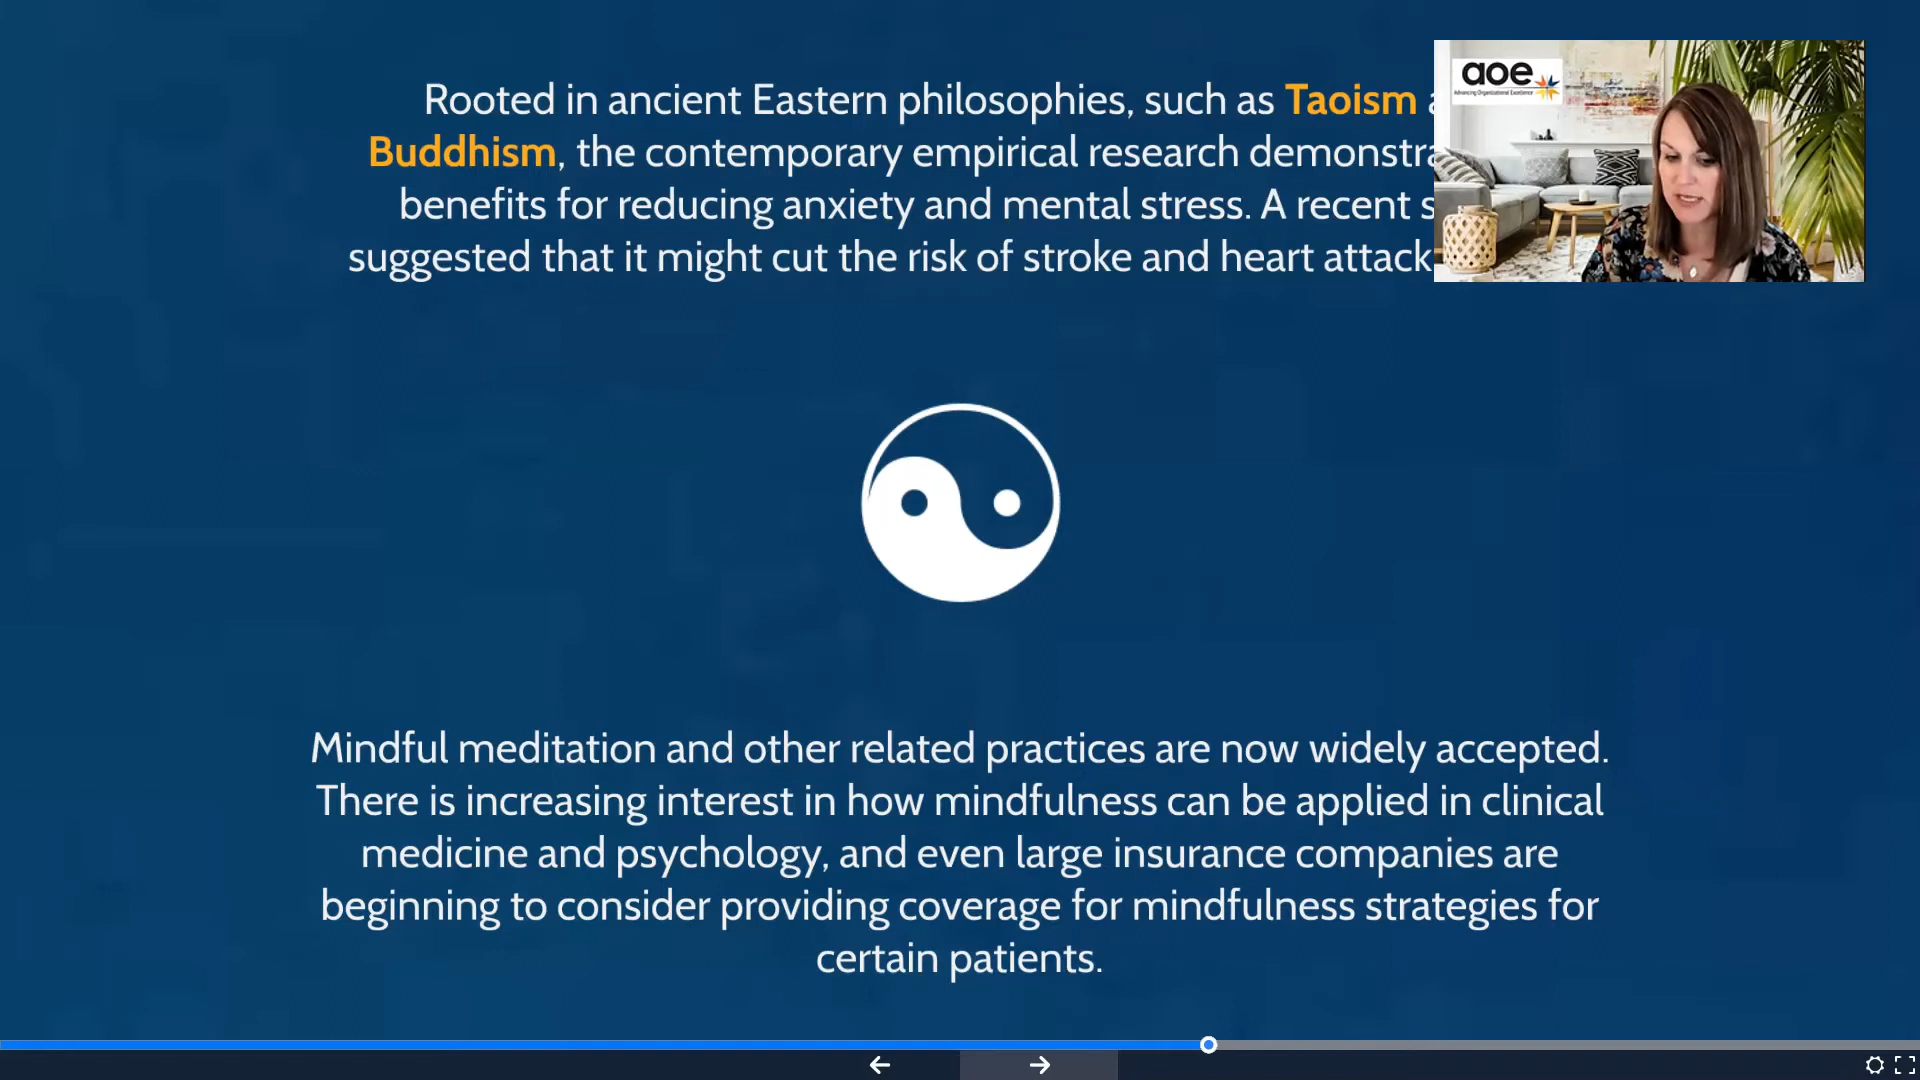 Rooted in ancient Eastern philosophies, such as Taoism
Buddhism, the contemporary empirical research
benefits for reducing anxiety and mental stress. A recent
suggested that it might cut the risk of stroke and heart attack
aoe
Advancing Organizational Excellence
Mindful meditation and other related practices are now widely accepted.
There is increasing interest in how mindfulness can be applied in clinical
medicine and psychology, and even large insurance companies are
beginning to consider providing coverage for mindfulness strategies for
certain patients.